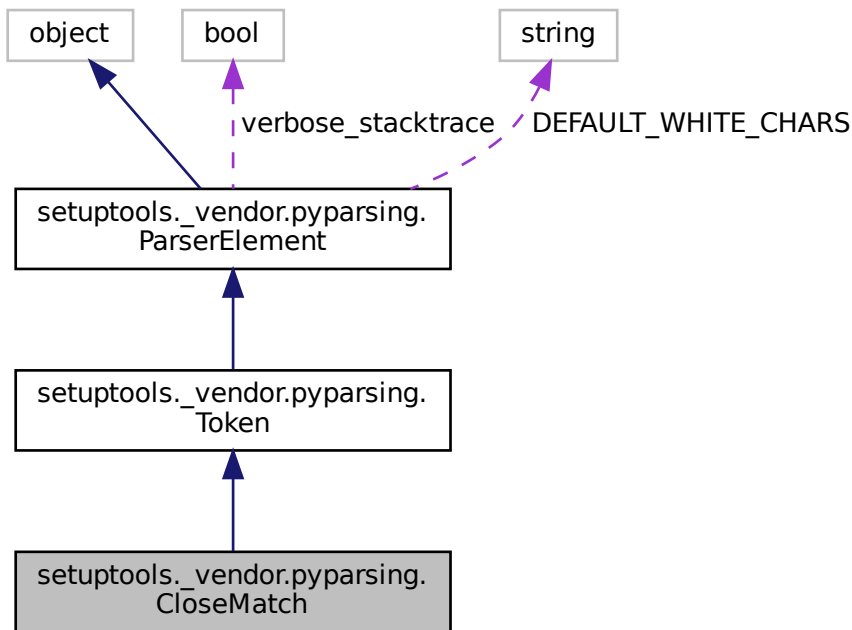 object
bool
string
verbose_stacktrace
DEFAULT_WHITE_CHARS
setuptools._vendor.pyparsing.
ParserElement
setuptools._vendor.pyparsing.
Token
setuptools._vendor.pyparsing.
CloseMatch